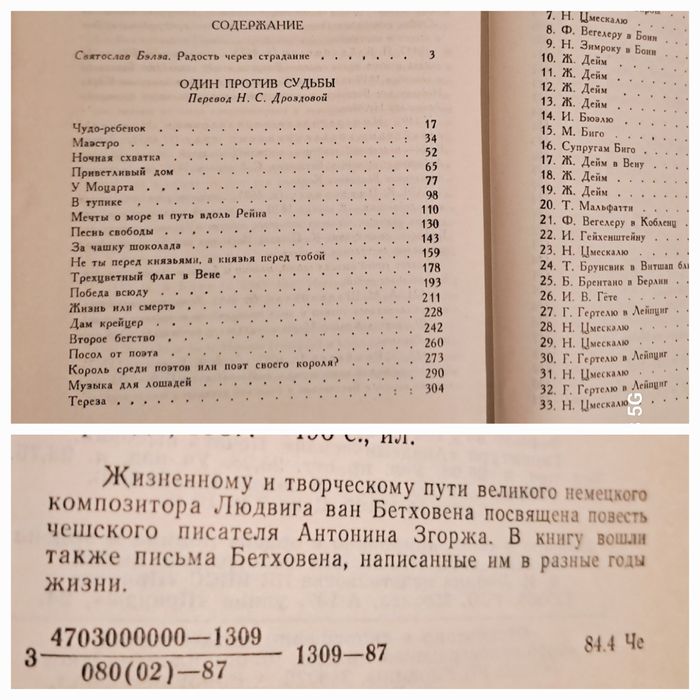 СОДЕРЖАНИЕ
Святослав Бэлза. Радость через страдание . . . . . . . 3
ОДИН ПРОТИВ СУДЬБЫ
Перевод Н. С. Дроздовой
Чудо-ребенок . . . . . . . . . . 17
Маэстро . . . . . . . . . . 34
Ночная схватка . . . . . . . . . . 52
Приветливый дом . . . . . . . . . . 65
У Моцарта . . . . . . . . . . 77
В тупике . . . . . . . . . . 98
Мечты о море и путь вдоль Рейна . . . . . . . 110
Песнь свободы . . . . . . . . . . 130
За чашку шоколада . . . . . . . . . . 143
Не ты перед князьями, а князья перед тобой . . . . . 159
Трехцветный флаг в Вене . . . . . . . . . . 178
Победа всюду . . . . . . . . . . 193
Жизнь или смерть . . . . . . . . . . 211
Дам крейцер . . . . . . . . . . 228
Второе бегство . . . . . . . . . . 242
Посол от поэта . . . . . . . . . . 260
Король среди поэтов или поэт своего короля? . . . . . 273
Музыка для лошадей . . . . . . . . . . 290
Тереза . . . . . . . . . . 304
7. Н. Цмескалю
8. Ф. Вегелеру в Бонн
9. Н. Зимроку в Бонн
10. Ж. Дейм
11. Ж. Дейм
12. Ж. Дейм
13. Ж. Дейм
14. И. Бюэлю
15. М. Биго
16. Супругам Биго
17. Ж. Дейм в Вену
18. Ж. Дейм
19. Ж. Дейм
20. Т. Мальфатти
21. Ф. Вегелеру в Кобленц
22. И. Гейхенштейну
23. Н. Цмескалю
24. Т. Брунсвик в Витшап
25. Б. Брентано в Берлин
26. И. В. Гёте
27. Г. Гертелю в Лейпциг
28. Н. Цмескалю
29. Н. Цмескалю
30. Г. Гертелю в Лейпциг
31. Н. Цмескалю
32. Г. Гертелю в Лейпциг
33. Н. Цмескалю
5G
с., ил.
Жизненному и творческому пути великого немецкого
композитора Людвига ван Бетховена посвящена повесть
чешского писателя Антонина Згоржа. В книгу вошли
также письма Бетховена, написанные им в разные годы
жизни.
З 4703000000—1309
080(02)—87 1309—87
84.4 Че